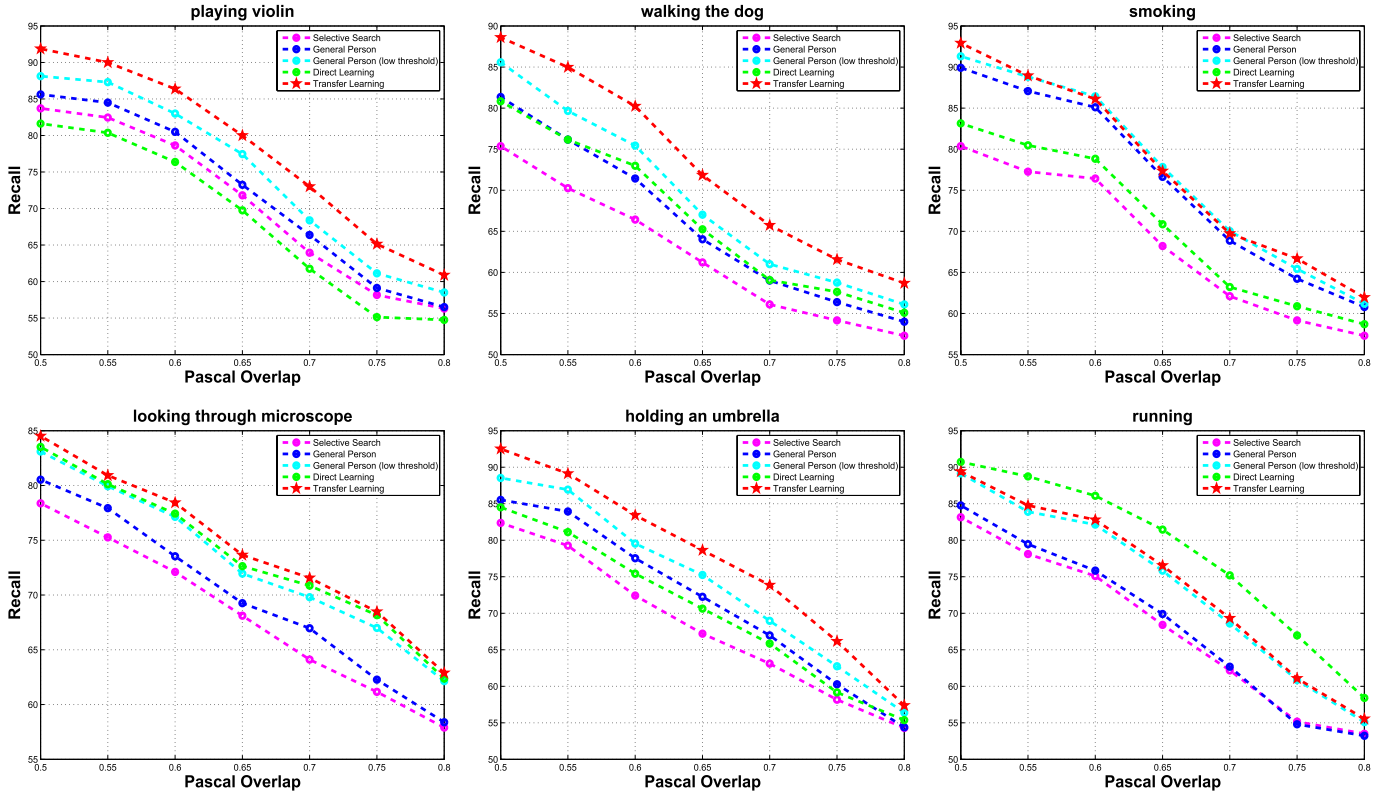 playing violin
95
90
85
80
75
70
65
60
55
50
Recall
Selective Search
General Person
General Person (low threshold)
Direct Learning
Transfer Learning
0.5 0.55 0.6 0.65 0.7 0.75 0.8
Pascal Overlap
walking the dog
90
85
80
75
70
65
60
55
50
Recall
Selective Search
General Person
General Person (low threshold)
Direct Learning
Transfer Learning
0.5 0.55 0.6 0.65 0.7 0.75 0.8
Pascal Overlap
smoking
95
90
85
80
75
70
65
60
55
Recall
Selective Search
General Person
General Person (low threshold)
Direct Learning
Transfer Learning
0.5 0.55 0.6 0.65 0.7 0.75 0.8
Pascal Overlap
looking through microscope
85
80
75
70
65
60
55
Recall
Selective Search
General Person
General Person (low threshold)
Direct Learning
Transfer Learning
0.5 0.55 0.6 0.65 0.7 0.75 0.8
Pascal Overlap
holding an umbrella
95
90
85
80
75
70
65
60
55
50
Recall
Selective Search
General Person
General Person (low threshold)
Direct Learning
Transfer Learning
0.5 0.55 0.6 0.65 0.7 0.75 0.8
Pascal Overlap
running
95
90
85
80
75
70
65
60
55
50
Recall
Selective Search
General Person
General Person (low threshold)
Direct Learning
Transfer Learning
0.5 0.55 0.6 0.65 0.7 0.75 0.8
Pascal Overlap